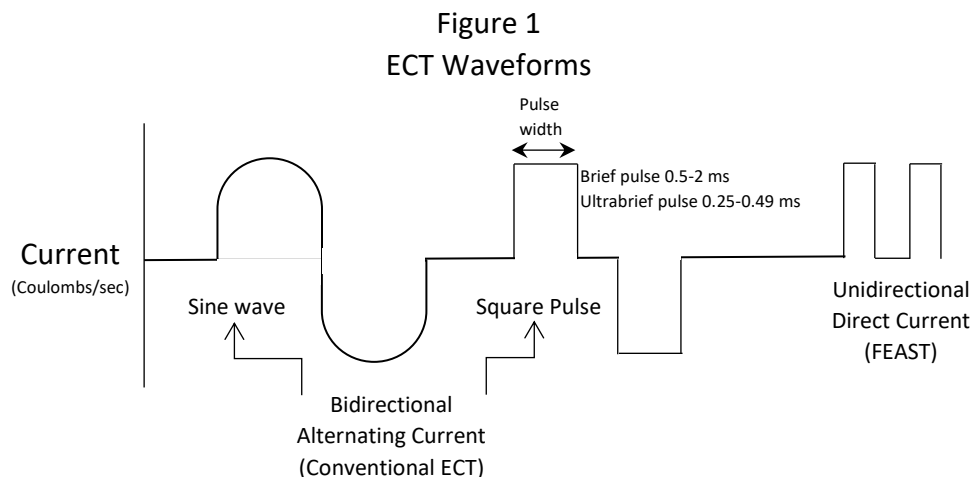 Figure 1
ECT Waveforms
Pulse
width
Brief pulse 0.5-2 ms
Ultrabrief pulse 0.25-0.49 ms
Current
(Coulombs/sec)
Sine wave
Square Pulse
Unidirectional
Direct Current
(FEAST)
Bidirectional
Alternating Current
(Conventional ECT)